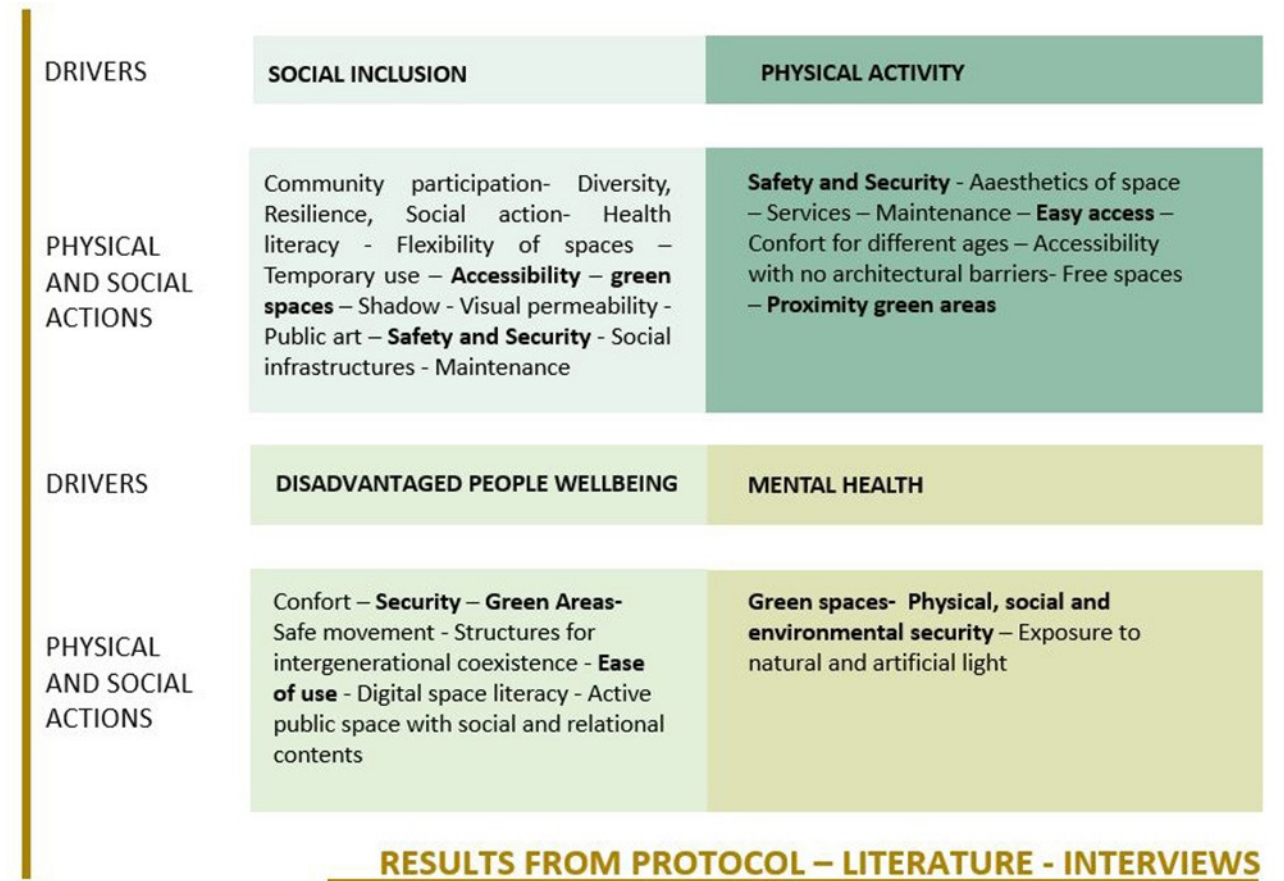 DRIVERS
SOCIAL INCLUSION
PHYSICAL ACTIVITY
PHYSICAL
AND SOCIAL
ACTIONS
Community participation- Diversity,
Resilience, Social action- Health
literacy - Flexibility of spaces –
Temporary use – Accessibility – green
spaces – Shadow - Visual permeability -
Public art – Safety and Security - Social
infrastructures - Maintenance
Safety and Security - Aaesthetics of space
– Services – Maintenance – Easy access –
Confort for different ages – Accessibility
with no architectural barriers- Free spaces
– Proximity green areas
DRIVERS
DISADVANTAGED PEOPLE WELLBEING
MENTAL HEALTH
PHYSICAL
AND SOCIAL
ACTIONS
Confort – Security – Green Areas-
Safe movement - Structures for
intergenerational coexistence - Ease
of use - Digital space literacy - Active
public space with social and relational
contents
Green spaces- Physical, social and
environmental security – Exposure to
natural and artificial light
RESULTS FROM PROTOCOL – LITERATURE - INTERVIEWS